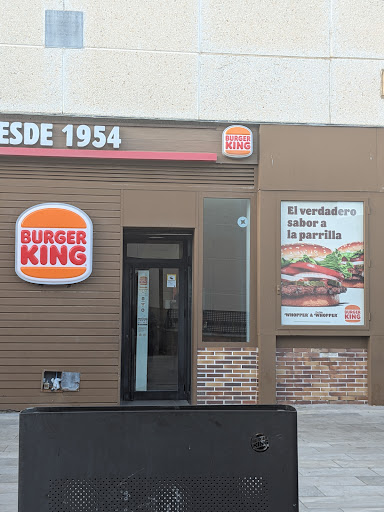 ESDE 1954
BURGER
KING
BURGER
KING
El verdadero
sabor a
la parrilla
WHOPPER & WHOPPER
BURGER
KING